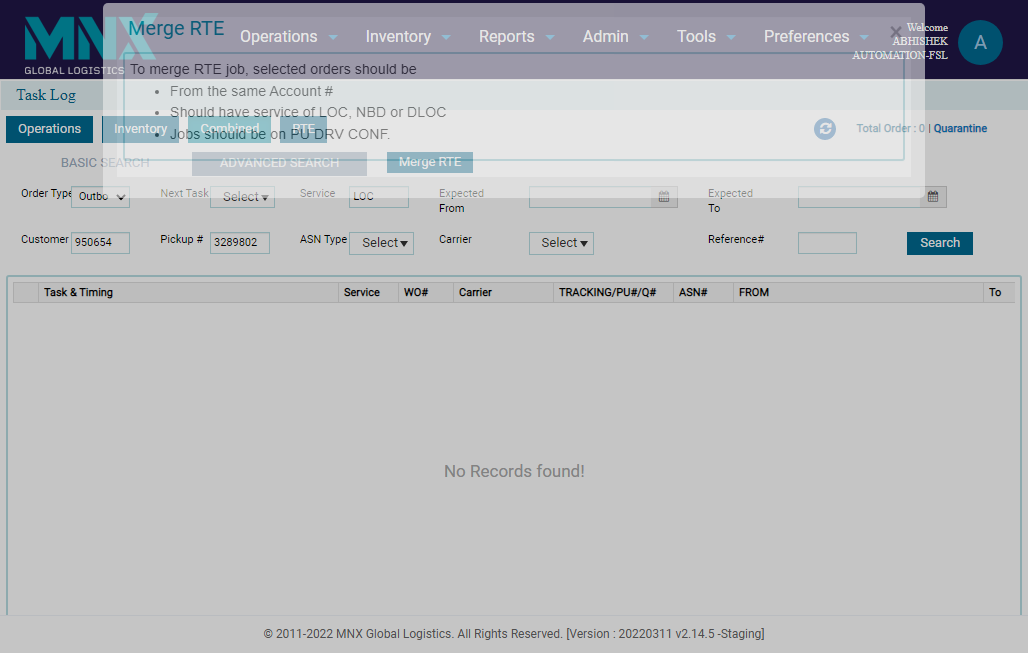 MNX
GLOBAL LOGISTICS
Merge RTE
Operations Inventory Reports Admin Tools Preferences
Welcome
ABHISHEK
AUTOMATION-FSL
A
×
To merge RTE job, selected orders should be
• From the same Account #
• Should have service of LOC, NBD or DLOC
• Jobs should be on PU DRV CONF.
Task Log
Operations Inventory Combined RTE
Total Order : 0 | Quarantine
BASIC SEARCH ADVANCED SEARCH Merge RTE
Order Type Outbo Next Task Select Service LOC Expected From Expected To
Customer 950654 Pickup # 3289802 ASN Type Select Carrier Select Reference# Search
Task & Timing Service WO# Carrier TRACKING/PU#/Q# ASN# FROM To
No Records found!
© 2011-2022 MNX Global Logistics. All Rights Reserved. [Version : 20220311 v2.14.5 -Staging]